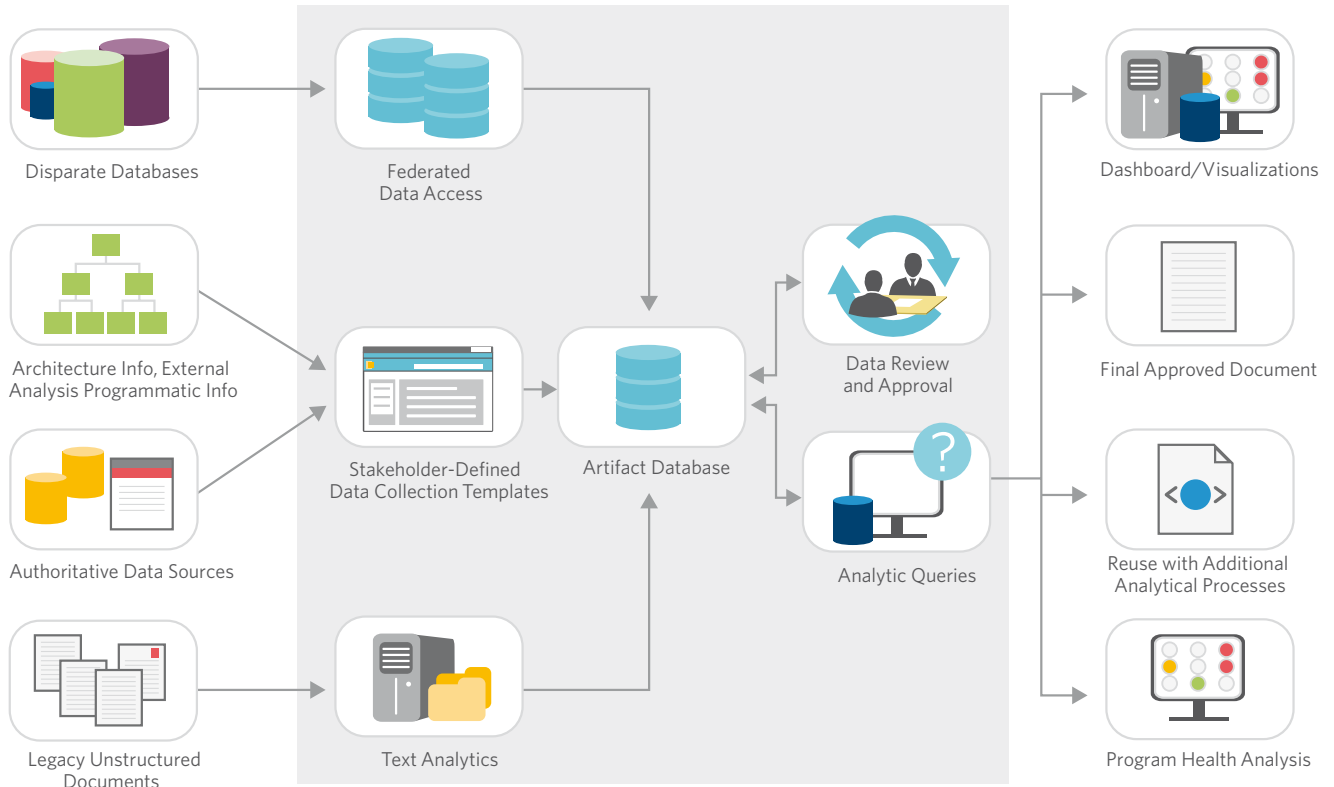 Disparate Databases
Federated
Data Access
Dashboard/Visualizations
Architecture Info, External
Analysis Programmatic Info
Data Review
and Approval
Final Approved Document
Stakeholder-Defined
Data Collection Templates
Artifact Database
?
Authoritative Data Sources
Analytic Queries
< >
Reuse with Additional
Analytical Processes
Legacy Unstructured
Documents
Text Analytics
Program Health Analysis